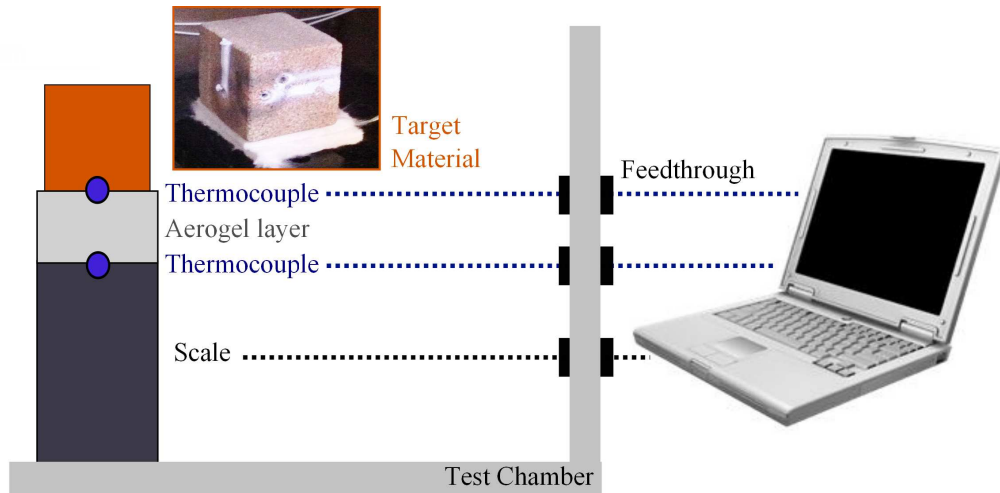 Target
Material
Feedthrough
Thermocouple
Aerogel layer
Thermocouple
Scale
Test Chamber